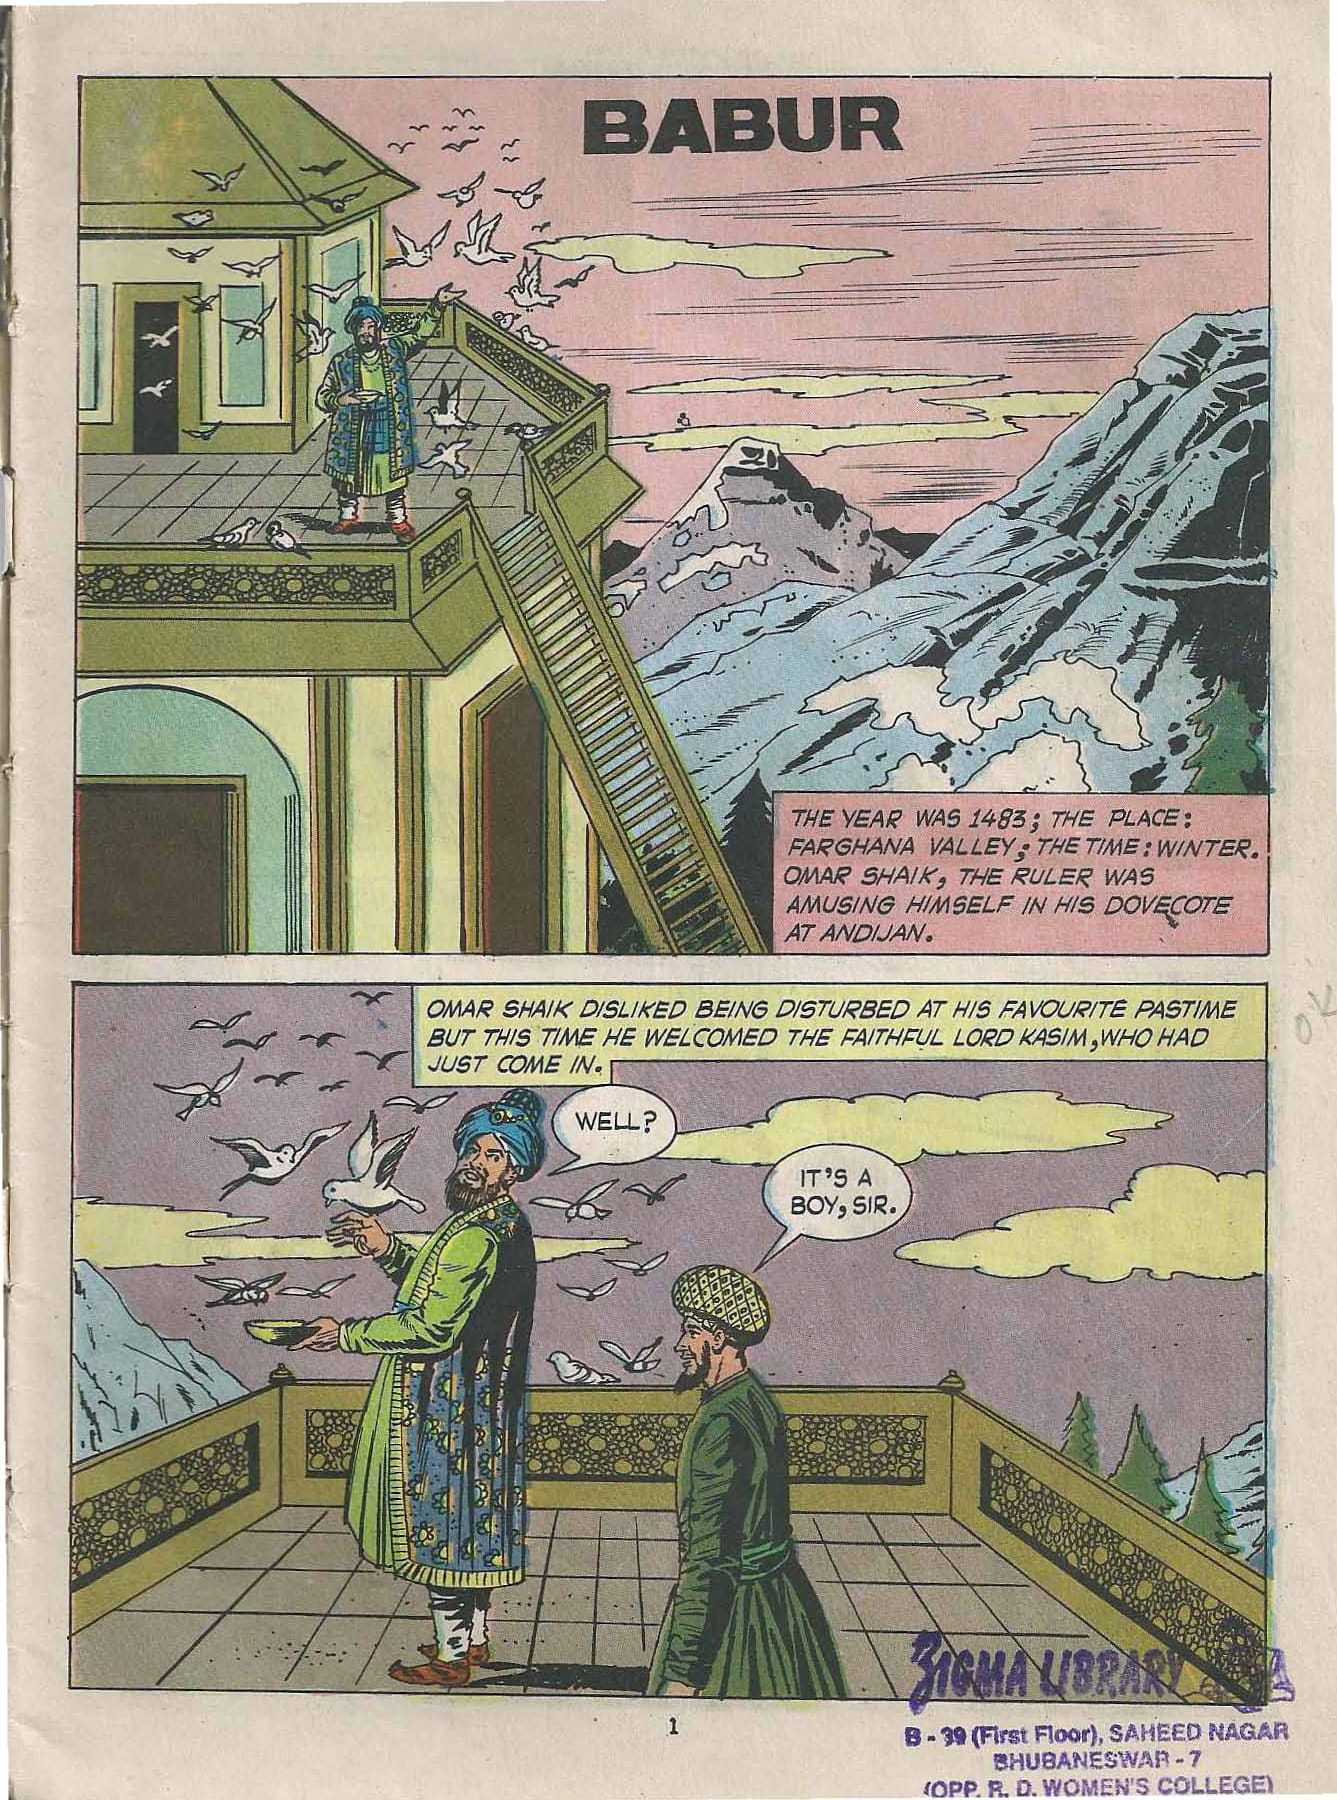 BABUR
THE YEAR WAS 1483; THE PLACE:
FARGHANA VALLEY; THE TIME: WINTER.
OMAR SHAIK, THE RULER WAS
AMUSING HIMSELF IN HIS DOVECOTE
AT ANDIJAN.
OMAR SHAIK DISLIKED BEING DISTURBED AT HIS FAVOURITE PASTIME
BUT THIS TIME HE WELCOMED THE FAITHFUL LORD KASIM, WHO HAD
JUST COME IN.
WELL?
IT'S A
BOY, SIR.
OK
1
ZIGMA LIBRARY
B - 39 (First Floor), SAHEED NAGAR
BHUBANESWAR - 7
(OPP. R. D. WOMEN'S COLLEGE)